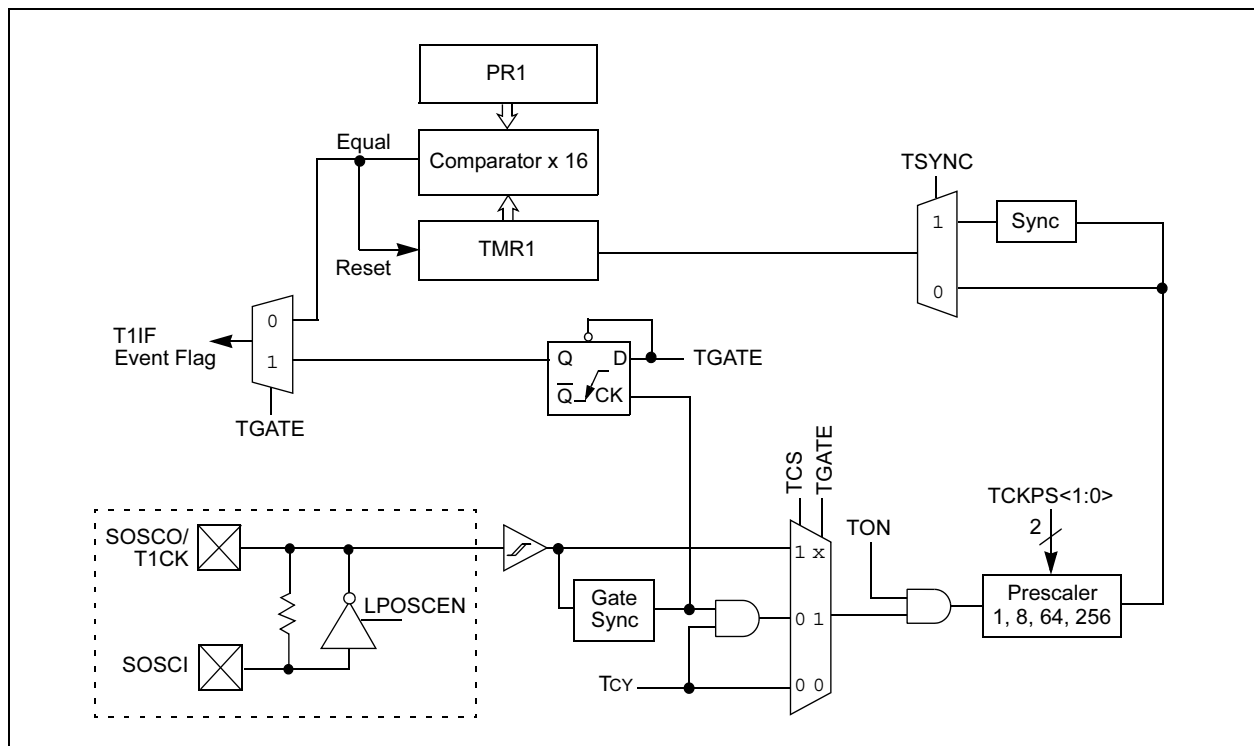 PR1
Equal
Comparator x 16
TSYNC
1
Sync
TMR1
Reset
0
0
T1IF
Event Flag
1
Q
D
TGATE
Q̅
CK
TGATE
TCS
TGATE
TCKPS<1:0>
2
TON
SOSCO/
T1CK
1 x
Prescaler
1, 8, 64, 256
LPOSCEN
Gate
Sync
0 1
SOSCI
TCY
0 0